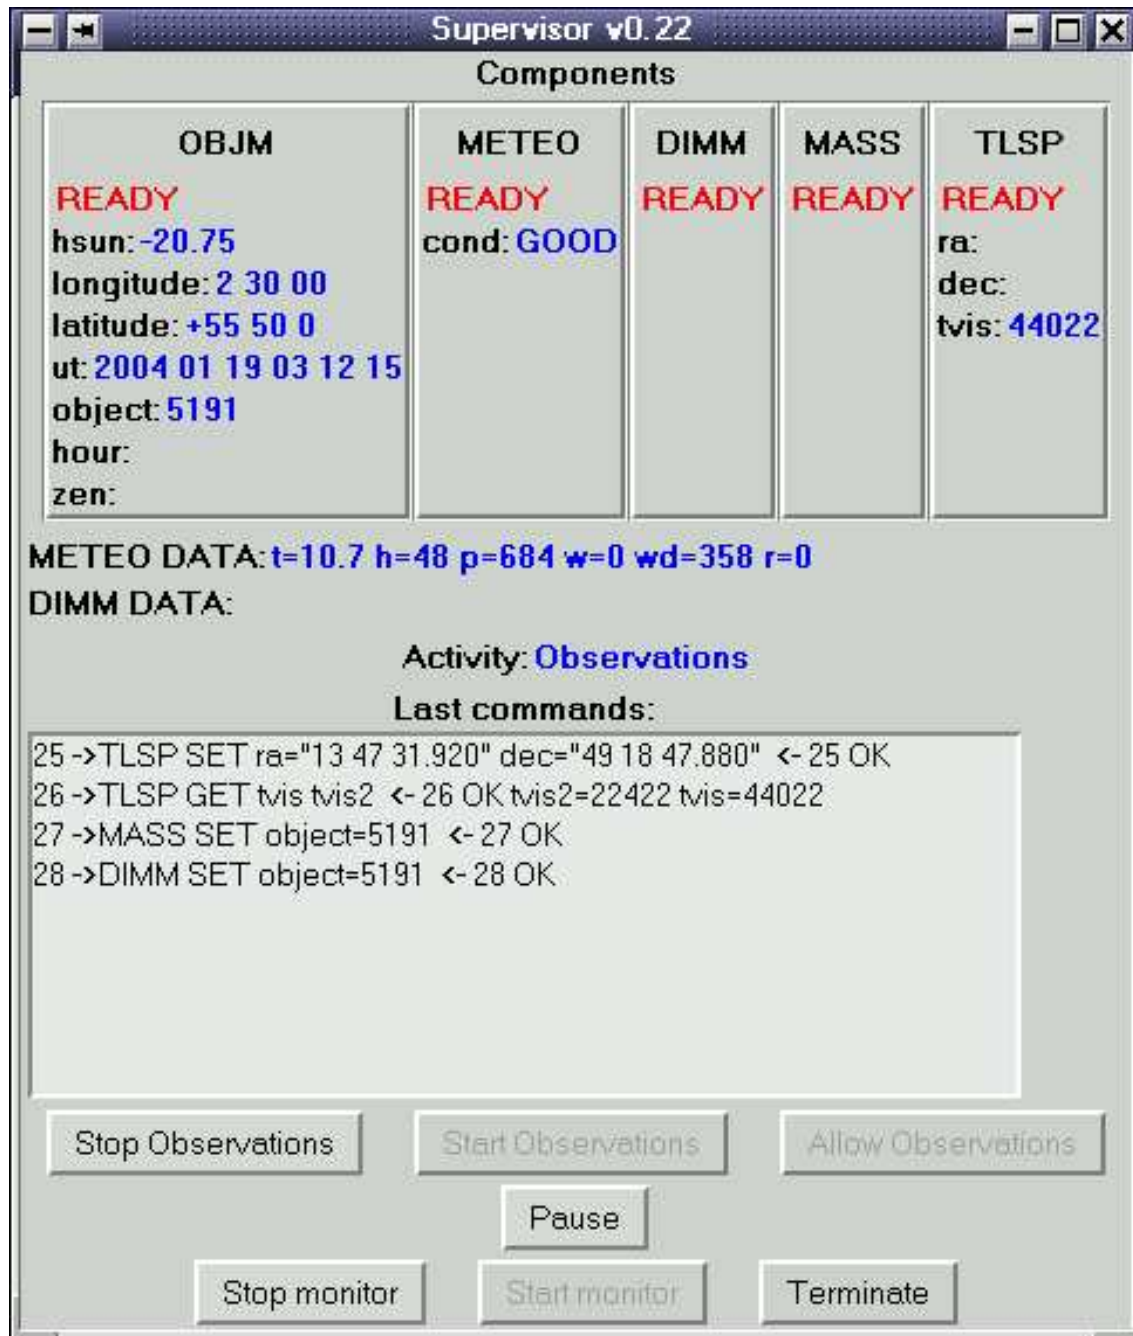 Supervisor v0.22
Components
OBJM
READY
hsun: -20.75
longitude: 2 30 00
latitude: +55 50 0
ut: 2004 01 19 03 12 15
object: 5191
hour:
zen:
METEO
READY
cond: GOOD
DIMM
READY
MASS
READY
TLSP
READY
ra:
dec:
tvis: 44022
METEO DATA: t=10.7 h=48 p=684 w=0 wd=358 r=0
DIMM DATA:
Activity: Observations
Last commands:
25 ->TLSP SET ra="13 47 31.920" dec="49 18 47.880" <- 25 OK
26 ->TLSP GET tvis tvis2 <- 26 OK tvis2=22422 tvis=44022
27 ->MASS SET object=5191 <- 27 OK
28 ->DIMM SET object=5191 <- 28 OK
Stop Observations Start Observations Allow Observations
Pause
Stop monitor Start monitor Terminate